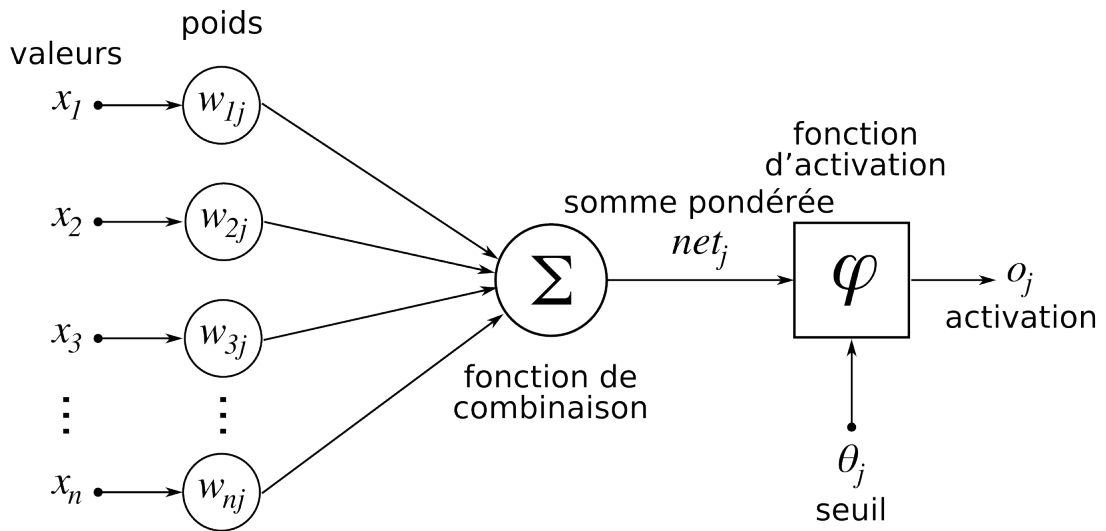 poids
valeurs
x1
w1j
x2
w2j
x3
w3j
⋮
⋮
xn
wnj
Σ
fonction de
combinaison
somme pondérée
netj
fonction
d'activation
φ
oj
activation
θj
seuil